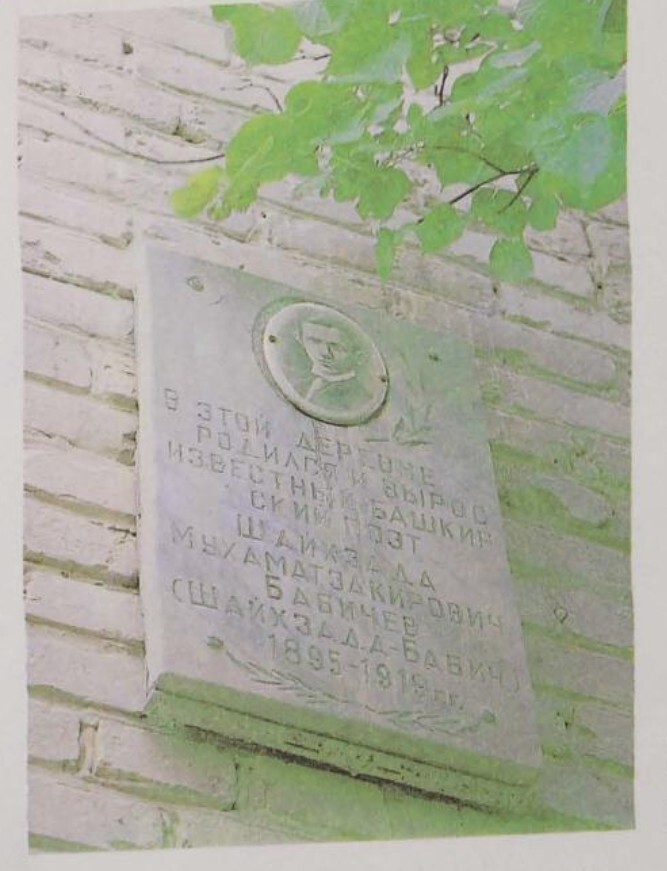 В ЭТОЙ ДЕРЕВНЕ
РОДИЛСЯ И ВЫРОС
ИЗВЕСТНЫЙ БАШКИР
СКИЙ ПОЭТ
ШАЙХЗАДА
МУХАМАТЗАКИРОВИЧ
БАБИЧЕВ
(ШАЙХЗАДА-БАБИЧ)
1895-1919 гг.